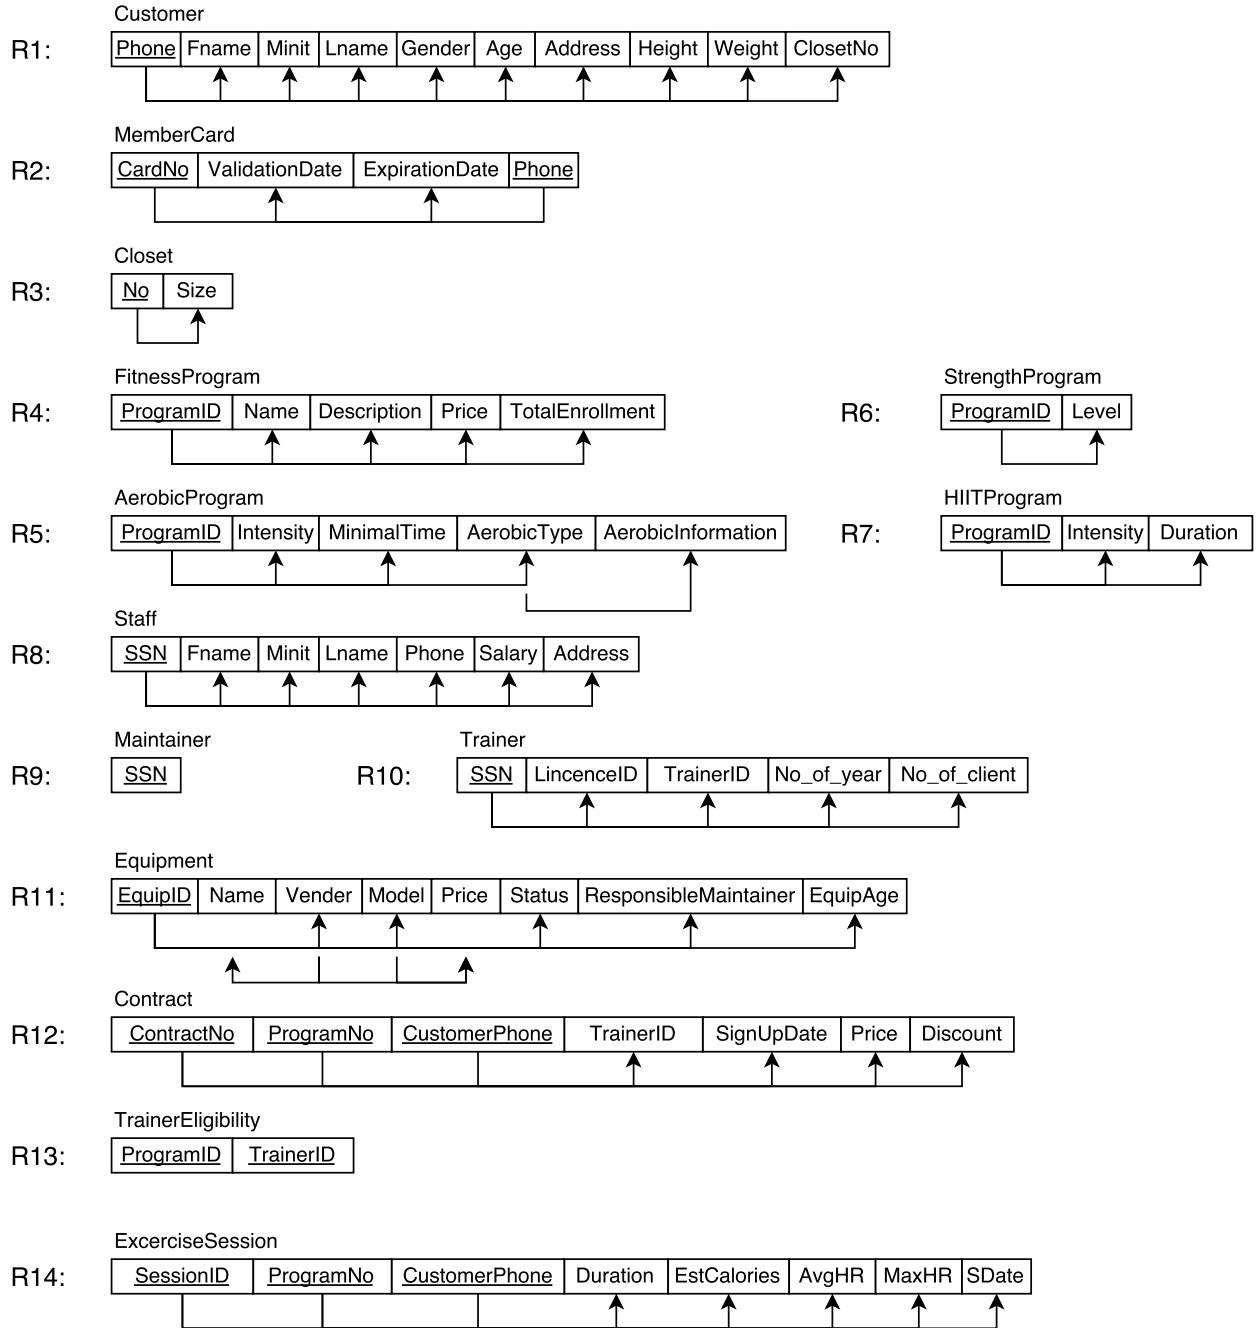 Customer
R1: Phone Fname Minit Lname Gender Age Address Height Weight ClosetNo
MemberCard
R2: CardNo ValidationDate ExpirationDate Phone
Closet
R3: No Size
FitnessProgram
R4: ProgramID Name Description Price TotalEnrollment
StrengthProgram
R6: ProgramID Level
AerobicProgram
R5: ProgramID Intensity MinimalTime AerobicType AerobicInformation
HIITProgram
R7: ProgramID Intensity Duration
Staff
R8: SSN Fname Minit Lname Phone Salary Address
Maintainer
R9: SSN
Trainer
R10: SSN LincenceID TrainerID No_of_year No_of_client
Equipment
R11: EquipID Name Vender Model Price Status ResponsibleMaintainer EquipAge
Contract
R12: ContractNo ProgramNo CustomerPhone TrainerID SignUpDate Price Discount
TrainerEligibility
R13: ProgramID TrainerID
ExcerciseSession
R14: SessionID ProgramNo CustomerPhone Duration EstCalories AvgHR MaxHR SDate